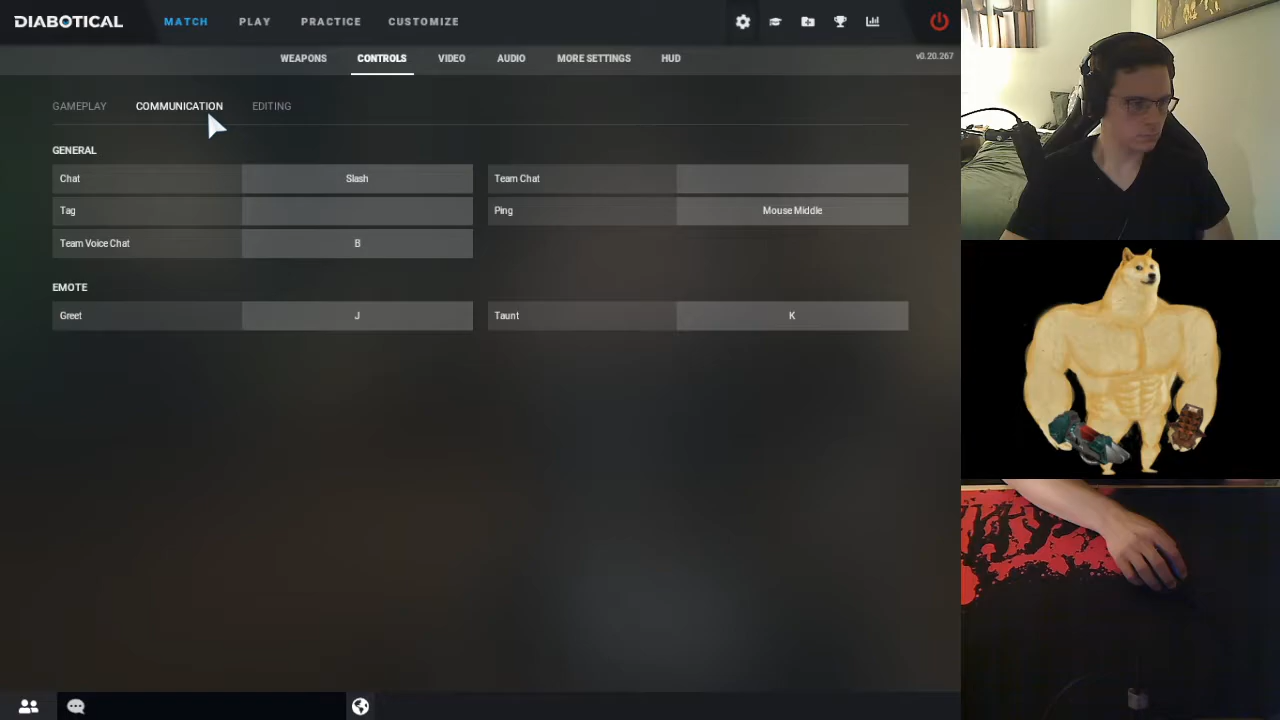 DIABOTICAL MATCH PLAY PRACTICE CUSTOMIZE
WEAPONS CONTROLS VIDEO AUDIO MORE SETTINGS HUD v0.20.267
GAMEPLAY COMMUNICATION EDITING
GENERAL
Chat Slash Team Chat
Tag Ping Mouse Middle
Team Voice Chat B
EMOTE
Greet J Taunt K